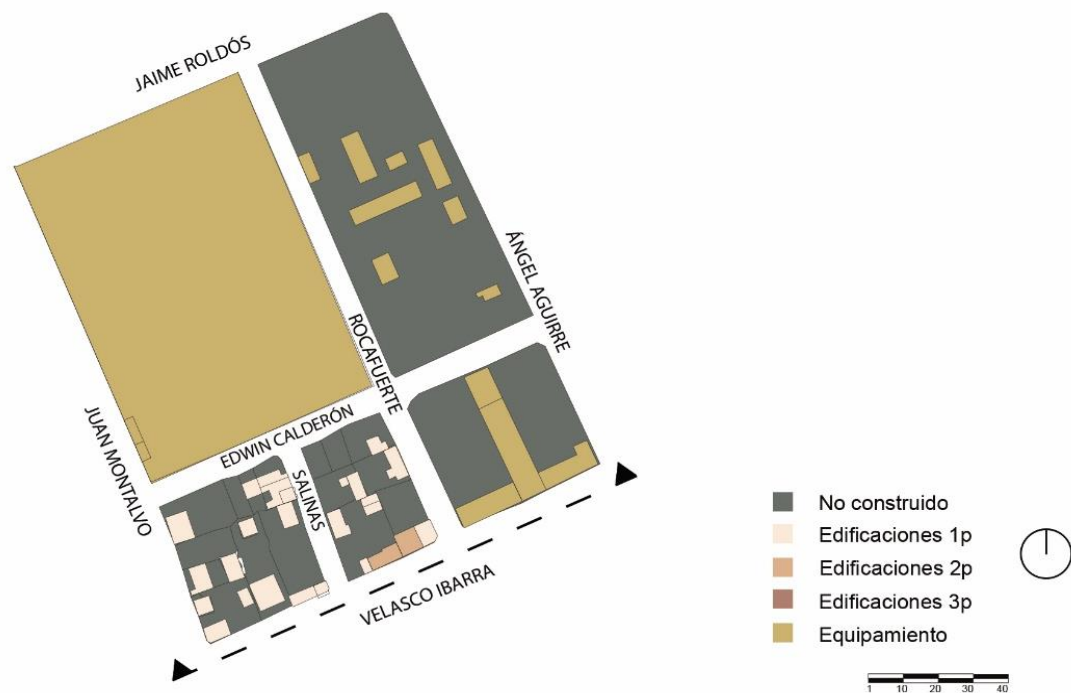 JAIME ROLDÓS
ÁNGEL AGUIRRE
ROCAFUERTE
JUAN MONTALVO
EDWIN CALDERÓN
SALINAS
VELASCO IBARRA
No construido
Edificaciones 1p
Edificaciones 2p
Edificaciones 3p
Equipamiento
1 10 20 30 40